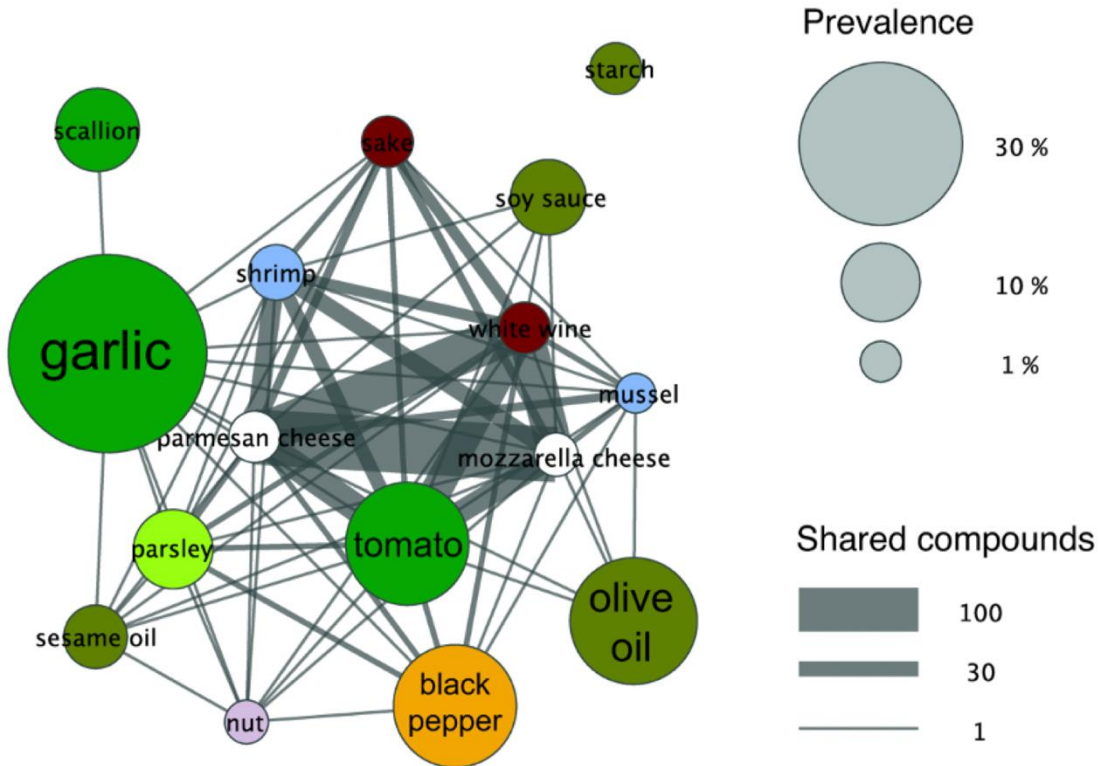 Prevalence
30 %
10 %
1 %
starch
scallion
sake
soy sauce
shrimp
white wine
garlic
mussel
parmesan cheese
mozzarella cheese
tomato
parsley
olive
oil
sesame oil
black
pepper
nut
Shared compounds
100
30
1